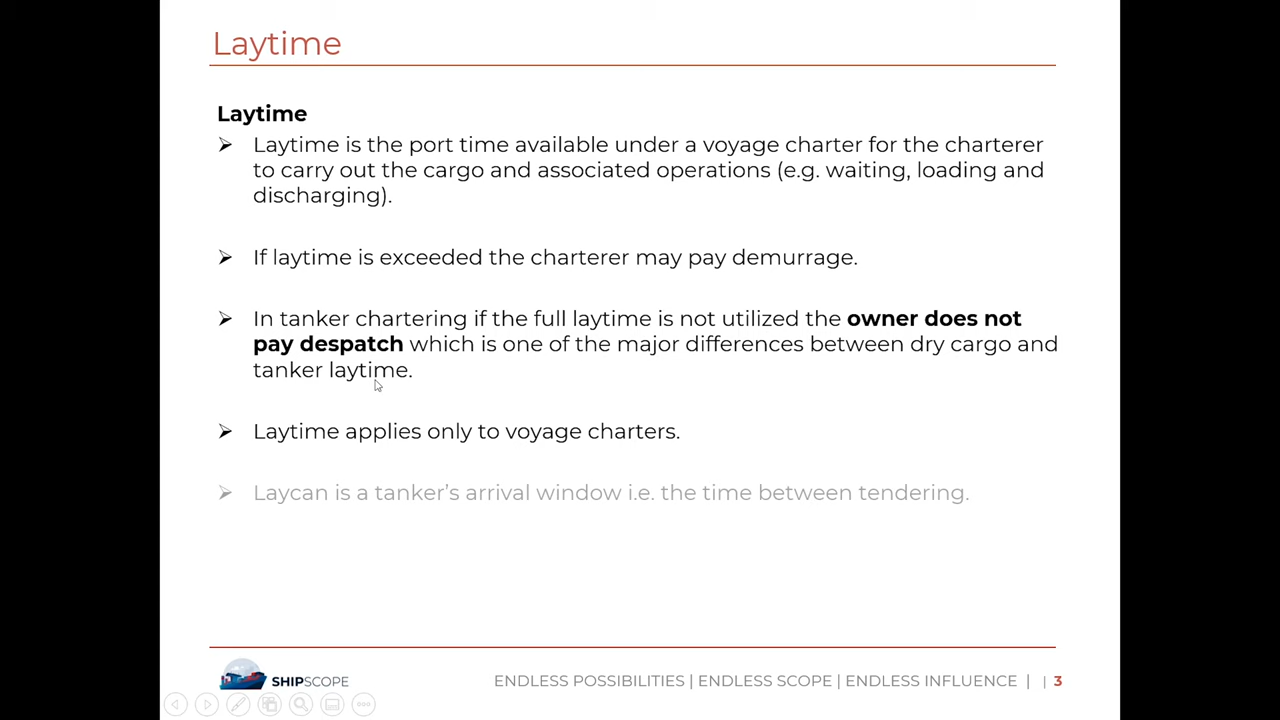 Laytime
Laytime
Laytime is the port time available under a voyage charter for the charterer
to carry out the cargo and associated operations (e.g. waiting, loading and
discharging).
If laytime is exceeded the charterer may pay demurrage.
In tanker chartering if the full laytime is not utilized the owner does not
pay despatch which is one of the major differences between dry cargo and
tanker laytime.
Laytime applies only to voyage charters.
Laycan is a tanker's arrival window i.e. the time between tendering.
SHIPSCOPE
ENDLESS POSSIBILITIES | ENDLESS SCOPE | ENDLESS INFLUENCE | | 3